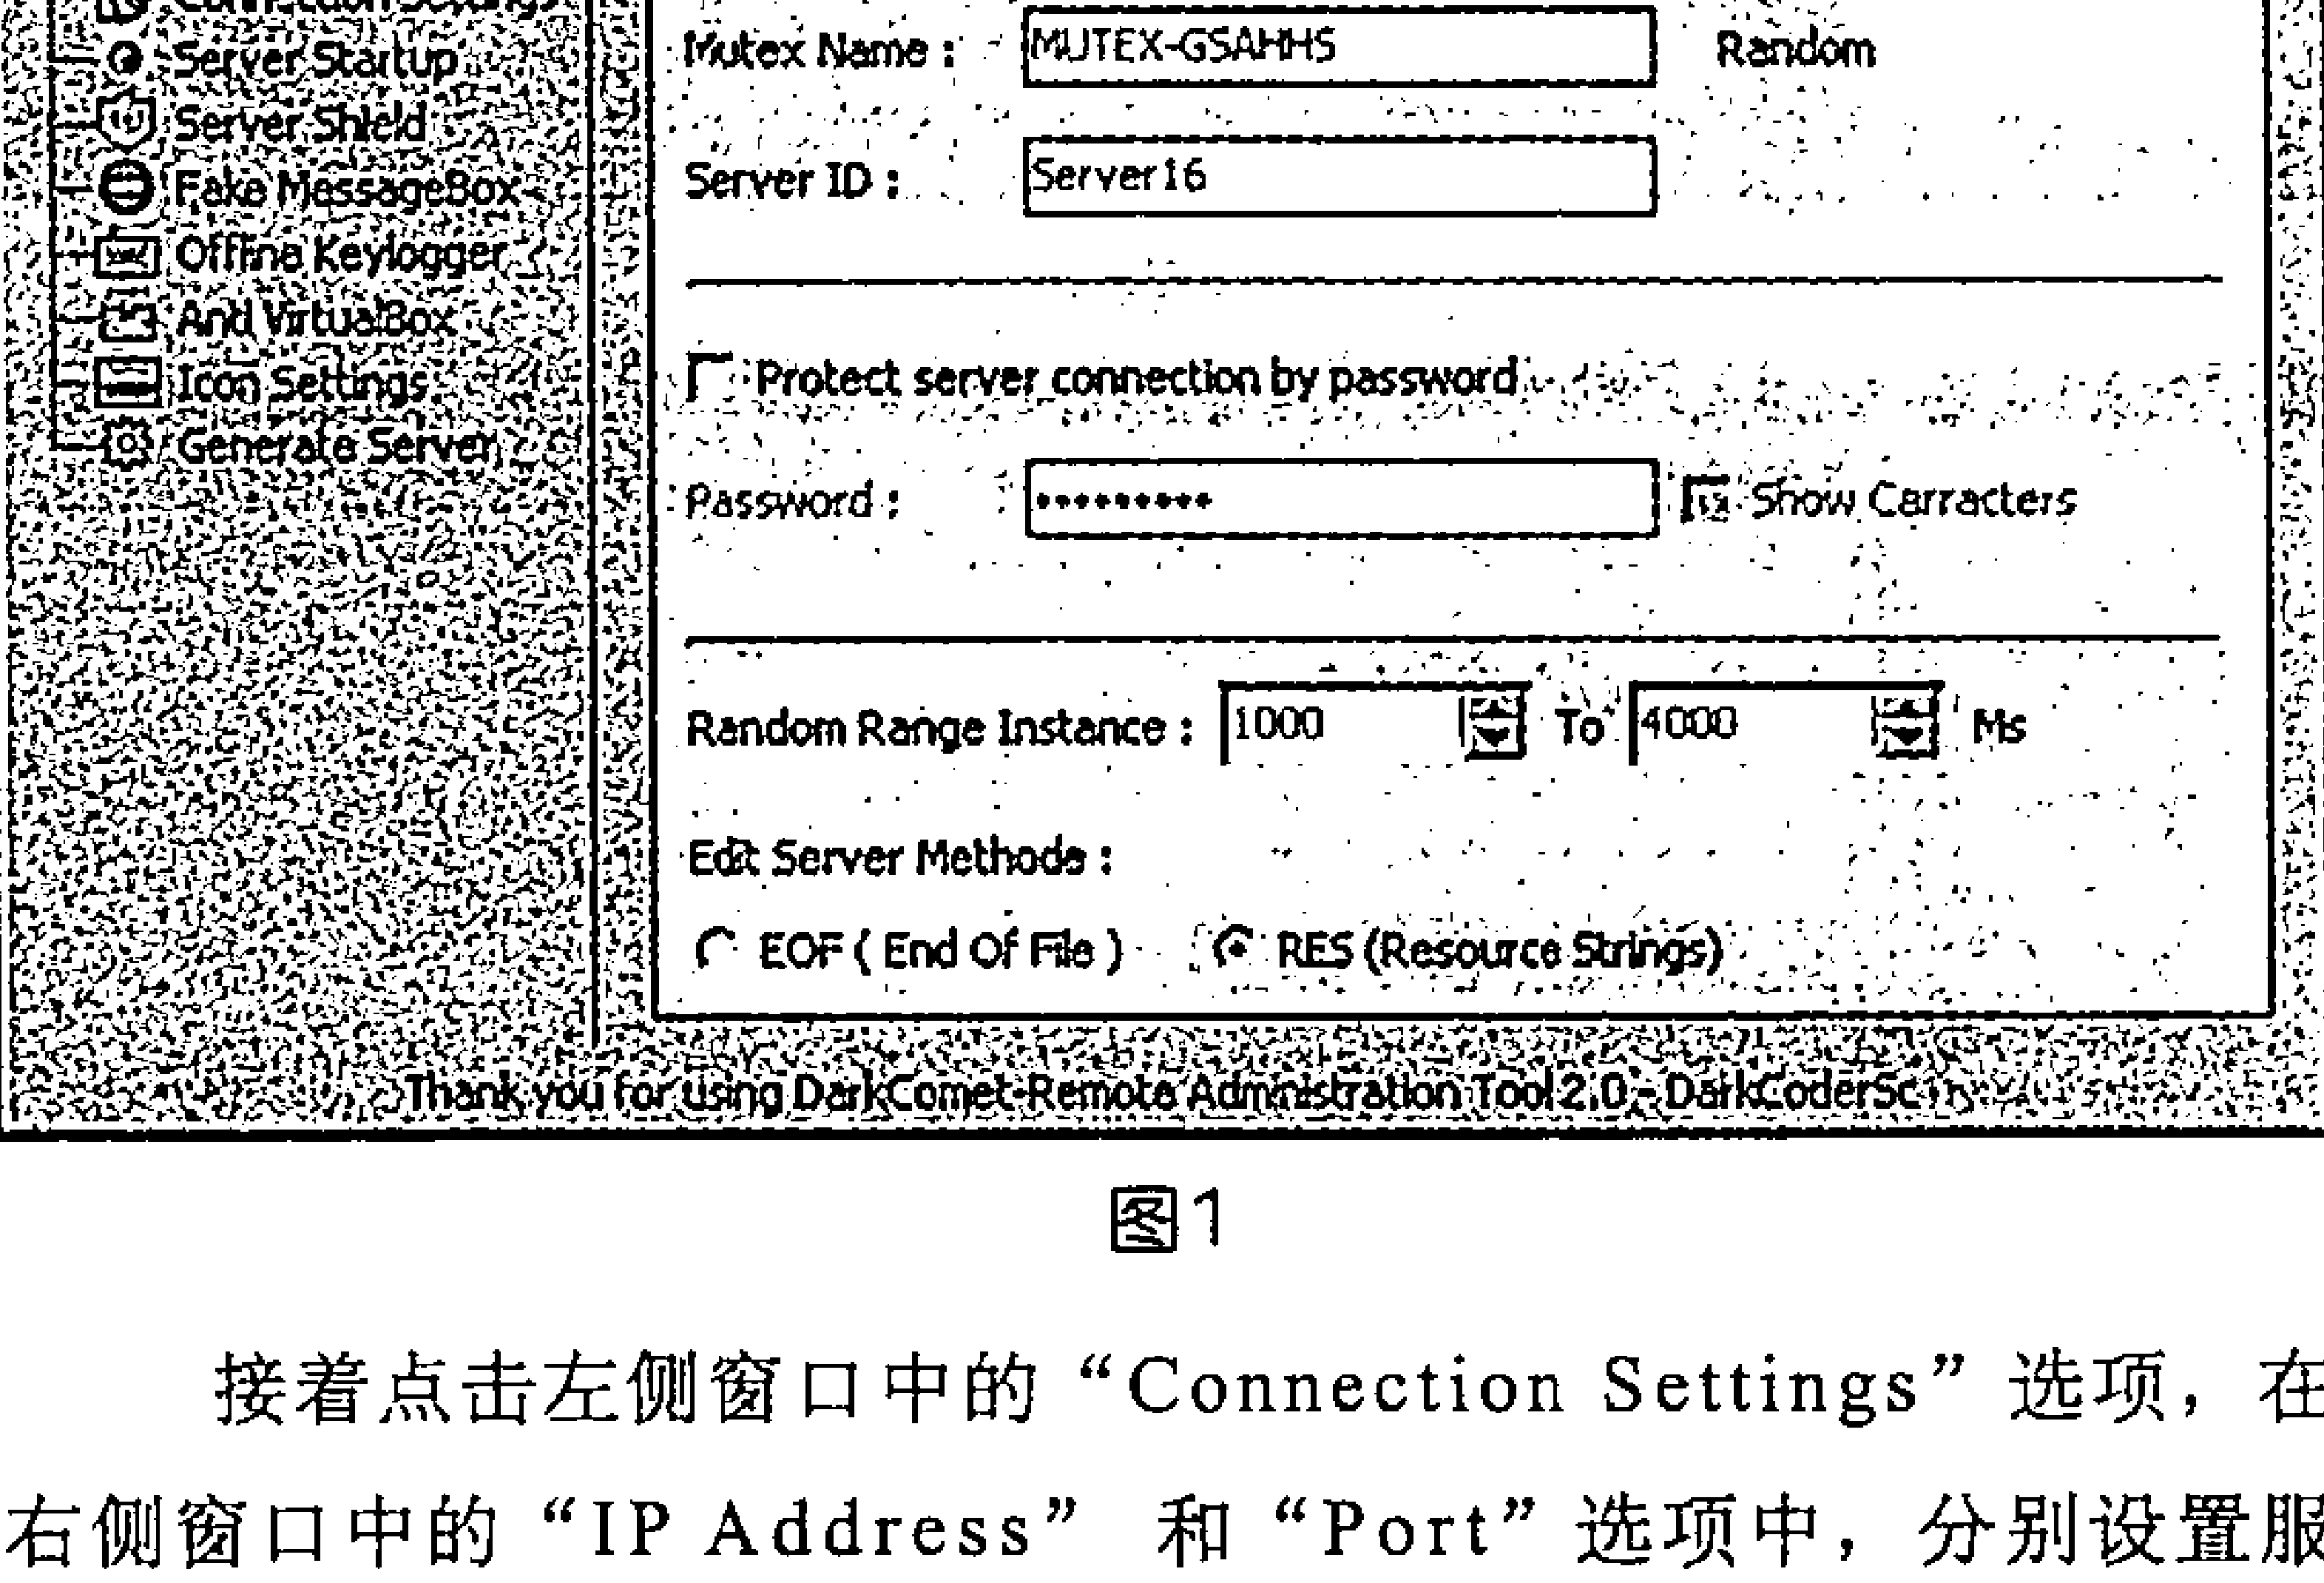 Connection Settings
Server Startup
Server Shield
Fake MessageBox
Offline Keylogger
Anti VirtualBox
Icon Settings
Generate Server
Mutex Name : MUTEX-GSAHHS Random
Server ID : Server16
Protect server connection by password
Password : ••••••••• Show Carracters
Random Range Instance : 1000 To 4000 Ms
Edit Server Methode :
EOF ( End Of File ) RES (Resource Strings)
Thank you for using DarkComet-Remote Administration Tool 2.0 - DarkCoderSc
图1
接着点击左侧窗口中的“Connection Settings”选项，在
右侧窗口中的“IP Address” 和“Port”选项中，分别设置服